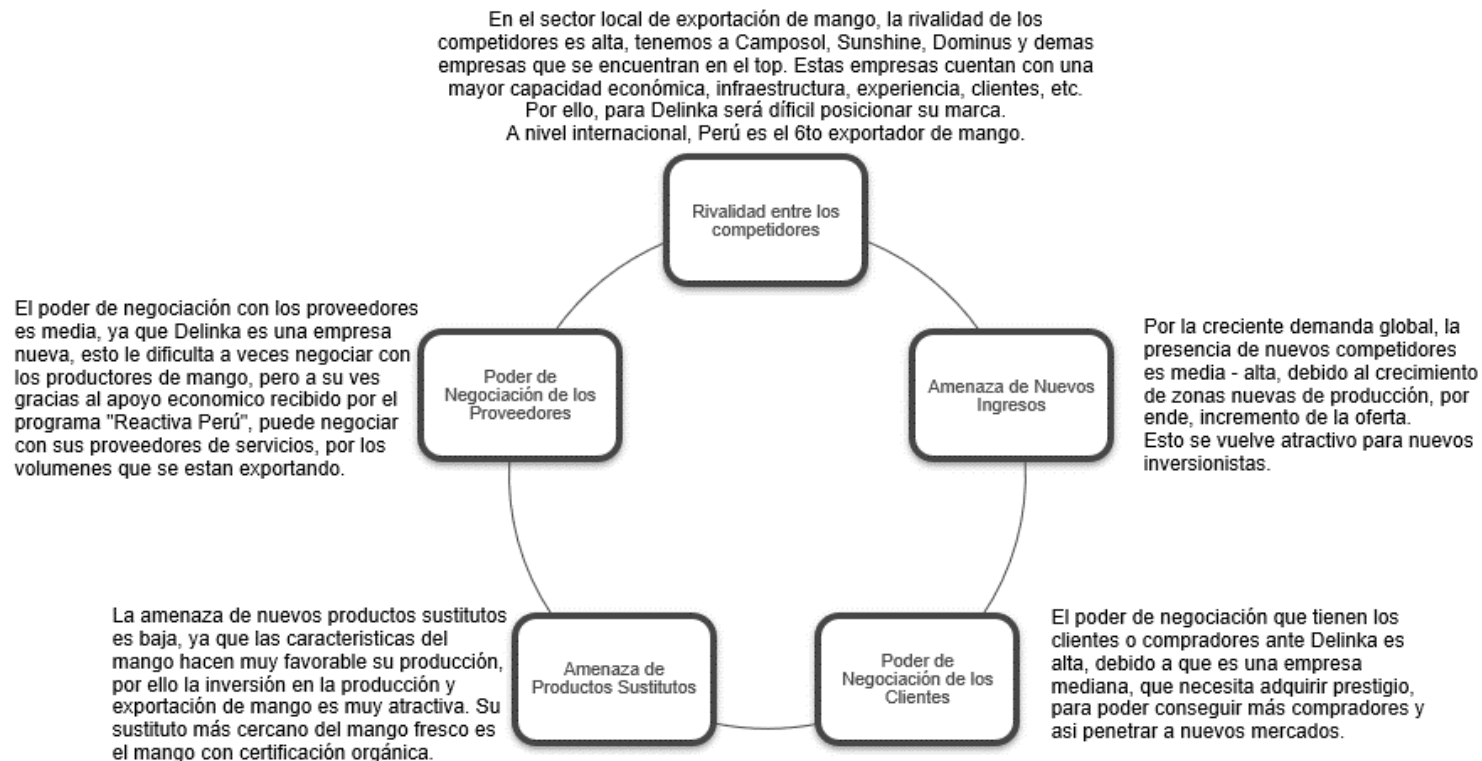 En el sector local de exportación de mango, la rivalidad de los
competidores es alta, tenemos a Camposol, Sunshine, Dominus y demas
empresas que se encuentran en el top. Estas empresas cuentan con una
mayor capacidad económica, infraestructura, experiencia, clientes, etc.
Por ello, para Delinka será díficil posicionar su marca.
A nivel internacional, Perú es el 6to exportador de mango.
Rivalidad entre los
competidores
El poder de negociación con los proveedores
es media, ya que Delinka es una empresa
nueva, esto le dificulta a veces negociar con
los productores de mango, pero a su ves
gracias al apoyo economico recibido por el
programa "Reactiva Perú", puede negociar
con sus proveedores de servicios, por los
volumenes que se estan exportando.
Poder de
Negociación de los
Proveedores
Amenaza de Nuevos
Ingresos
Por la creciente demanda global, la
presencia de nuevos competidores
es media - alta, debido al crecimiento
de zonas nuevas de producción, por
ende, incremento de la oferta.
Esto se vuelve atractivo para nuevos
inversionistas.
La amenaza de nuevos productos sustitutos
es baja, ya que las caracteristicas del
mango hacen muy favorable su producción,
por ello la inversión en la producción y
exportación de mango es muy atractiva. Su
sustituto más cercano del mango fresco es
el mango con certificación orgánica.
Amenaza de
Productos Sustitutos
Poder de
Negociación de los
Clientes
El poder de negociación que tienen los
clientes o compradores ante Delinka es
alta, debido a que es una empresa
mediana, que necesita adquirir prestigio,
para poder conseguir más compradores y
asi penetrar a nuevos mercados.